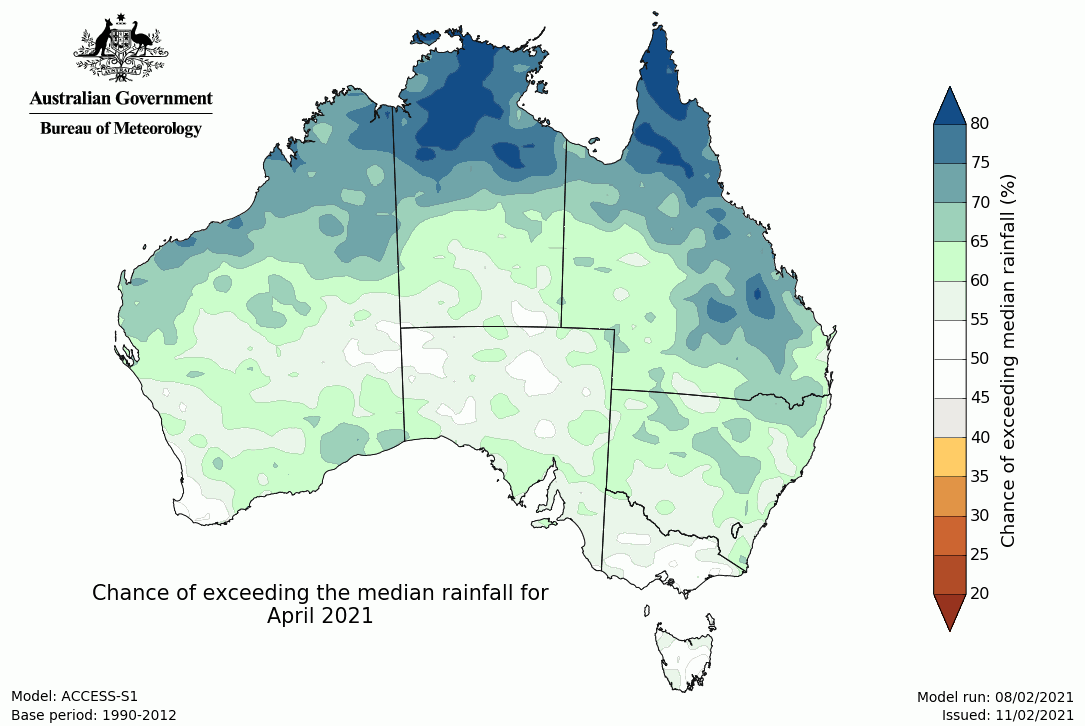 Australian Government
Bureau of Meteorology
80
75
70
65
60
55
50
45
40
35
30
25
20
Chance of exceeding median rainfall (%)
Chance of exceeding the median rainfall for
April 2021
Model: ACCESS-S1
Base period: 1990-2012
Model run: 08/02/2021
Issued: 11/02/2021